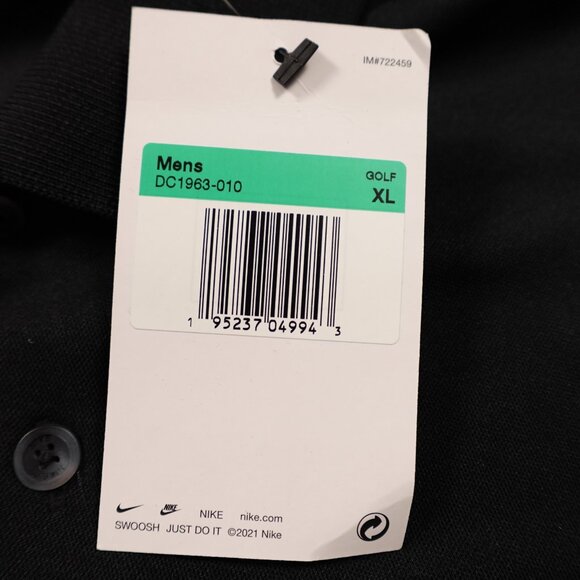 IM#722459
Mens
DC1963-010
GOLF
XL
1 95237 04994 3
NIKE
NIKE nike.com
SWOOSH JUST DO IT ©2021 Nike